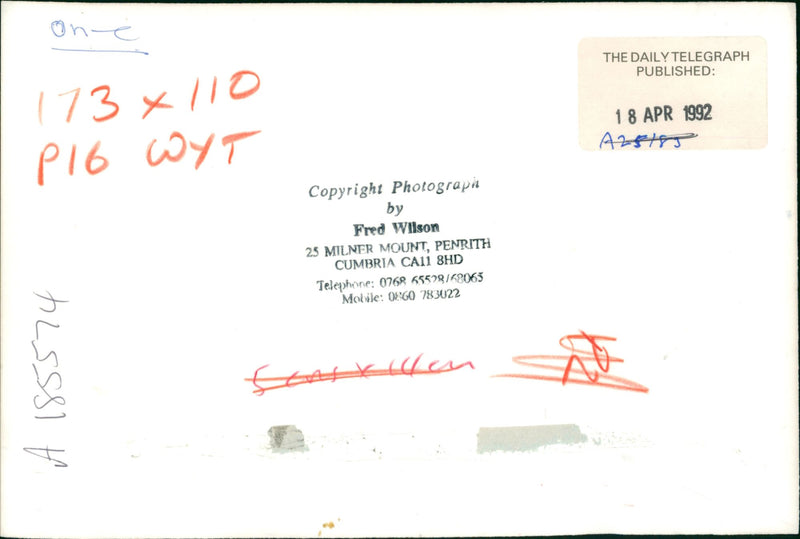 on-e
173 x 110
P16 WYT
THE DAILY TELEGRAPH
PUBLISHED:
18 APR 1992
A25185
Copyright Photograph
by
Fred Wilson
25 MILNER MOUNT, PENRITH
CUMBRIA CA11 8HD
Telephone: 0768 65528/68065
Mobile: 0860 783022
A 185574